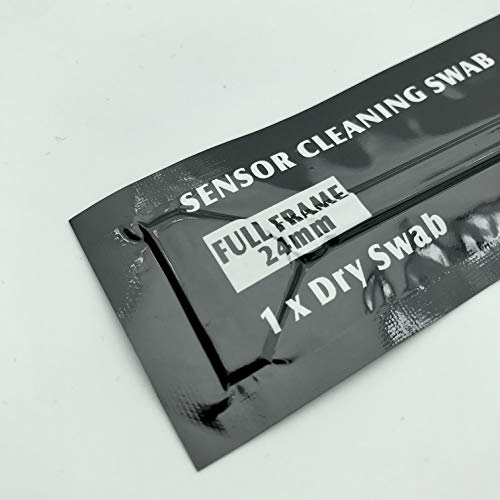 SENSOR CLEANING SWAB
FULL FRAME
24mm
1 x Dry Swab